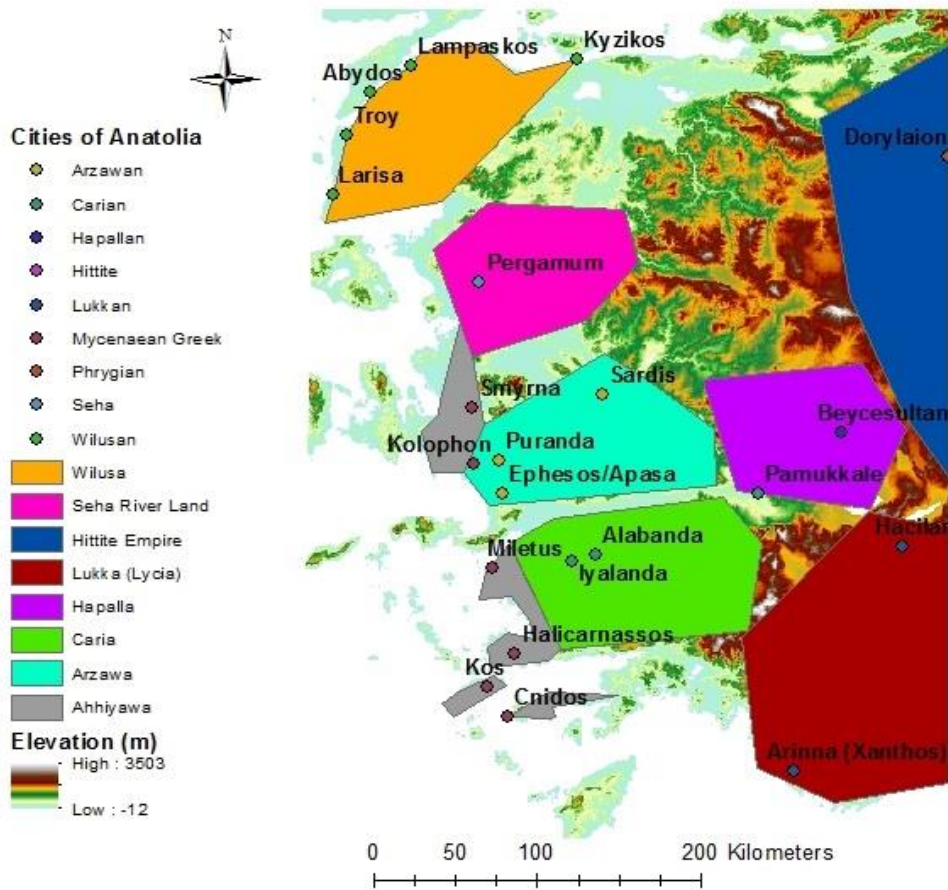 N
Cities of Anatolia
Arzawan
Carian
Hapallan
Hittite
Lukkan
Mycenaean Greek
Phrygian
Seha
Wilusan
Wilusa
Seha River Land
Hittite Empire
Lukka (Lycia)
Hapalla
Caria
Arzawa
Ahhiyawa
Elevation (m)
High : 3503
Low : -12
Lampaskos
Kyzikos
Abydos
Troy
Larisa
Dorylaion
Pergamum
Sardis
Smyrna
Beycesultan
Kolophon
Puranda
Ephesos/Apasa
Pamukkale
Hacilar
Alabanda
Miletus
Iyalanda
Halicarnassos
Kos
Cnidos
Arinna (Xanthos)
0 50 100 200 Kilometers